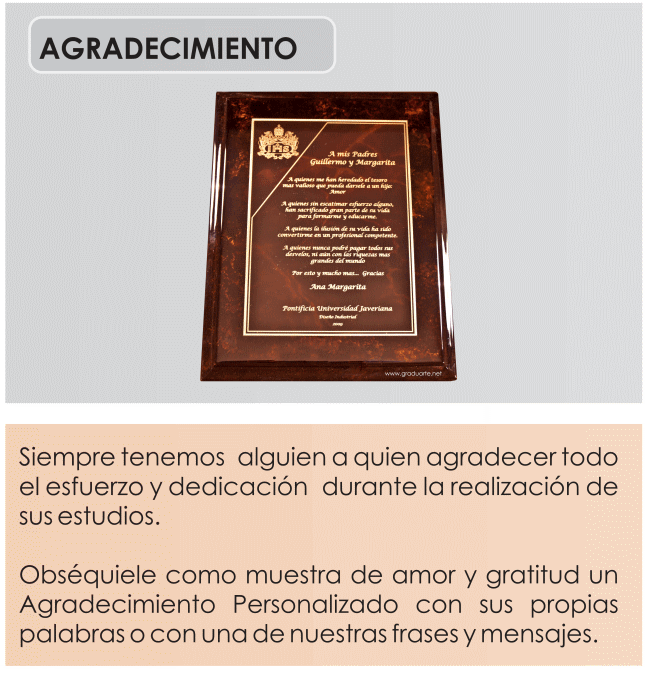 AGRADECIMIENTO
IHS
A mis Padres
Guillermo y Margarita
A quienes me han heredado el tesoro
mas valioso que pueda darsele a un hijo:
Amor
A quienes sin escatimar esfuerzo alguno,
han sacrificado gran parte de su vida
para formarme y educarme.
A quienes la ilusión de su vida ha sido
convertirme en un profesional competente.
A quienes nunca podré pagar todos sus
desvelos, ni aún con las riquezas mas
grandes del mundo
Por esto y mucho mas... Gracias
Ana Margarita
Pontificia Universidad Javeriana
Diseño Industrial
2009
www.graduarte.net
Siempre tenemos alguien a quien agradecer todo
el esfuerzo y dedicación durante la realización de
sus estudios.
Obséquiele como muestra de amor y gratitud un
Agradecimiento Personalizado con sus propias
palabras o con una de nuestras frases y mensajes.